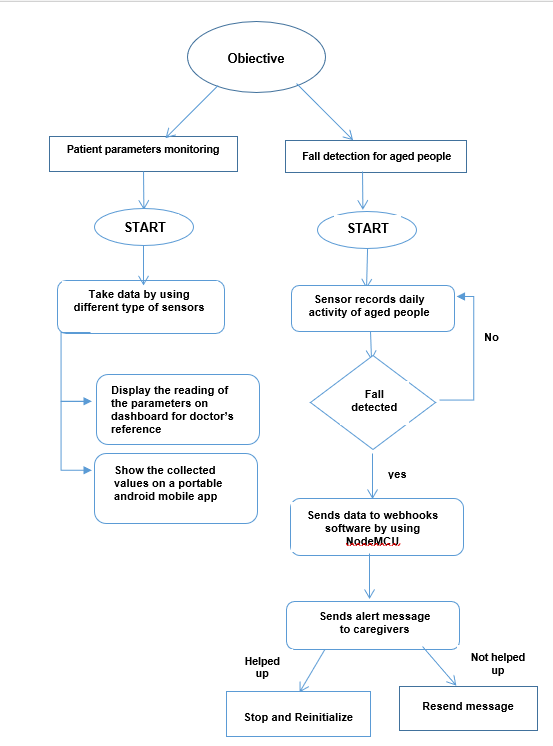 Obiective
Patient parameters monitoring
START
Take data by using
different type of sensors
Display the reading of
the parameters on
dashboard for doctor's
reference
Show the collected
values on a portable
android mobile app
Fall detection for aged people
START
Sensor records daily
activity of aged people
No
Fall
detected
yes
Sends data to webhooks
software by using
NodeMCU
Sends alert message
to caregivers
Helped
up
Not helped
up
Stop and Reinitialize
Resend message